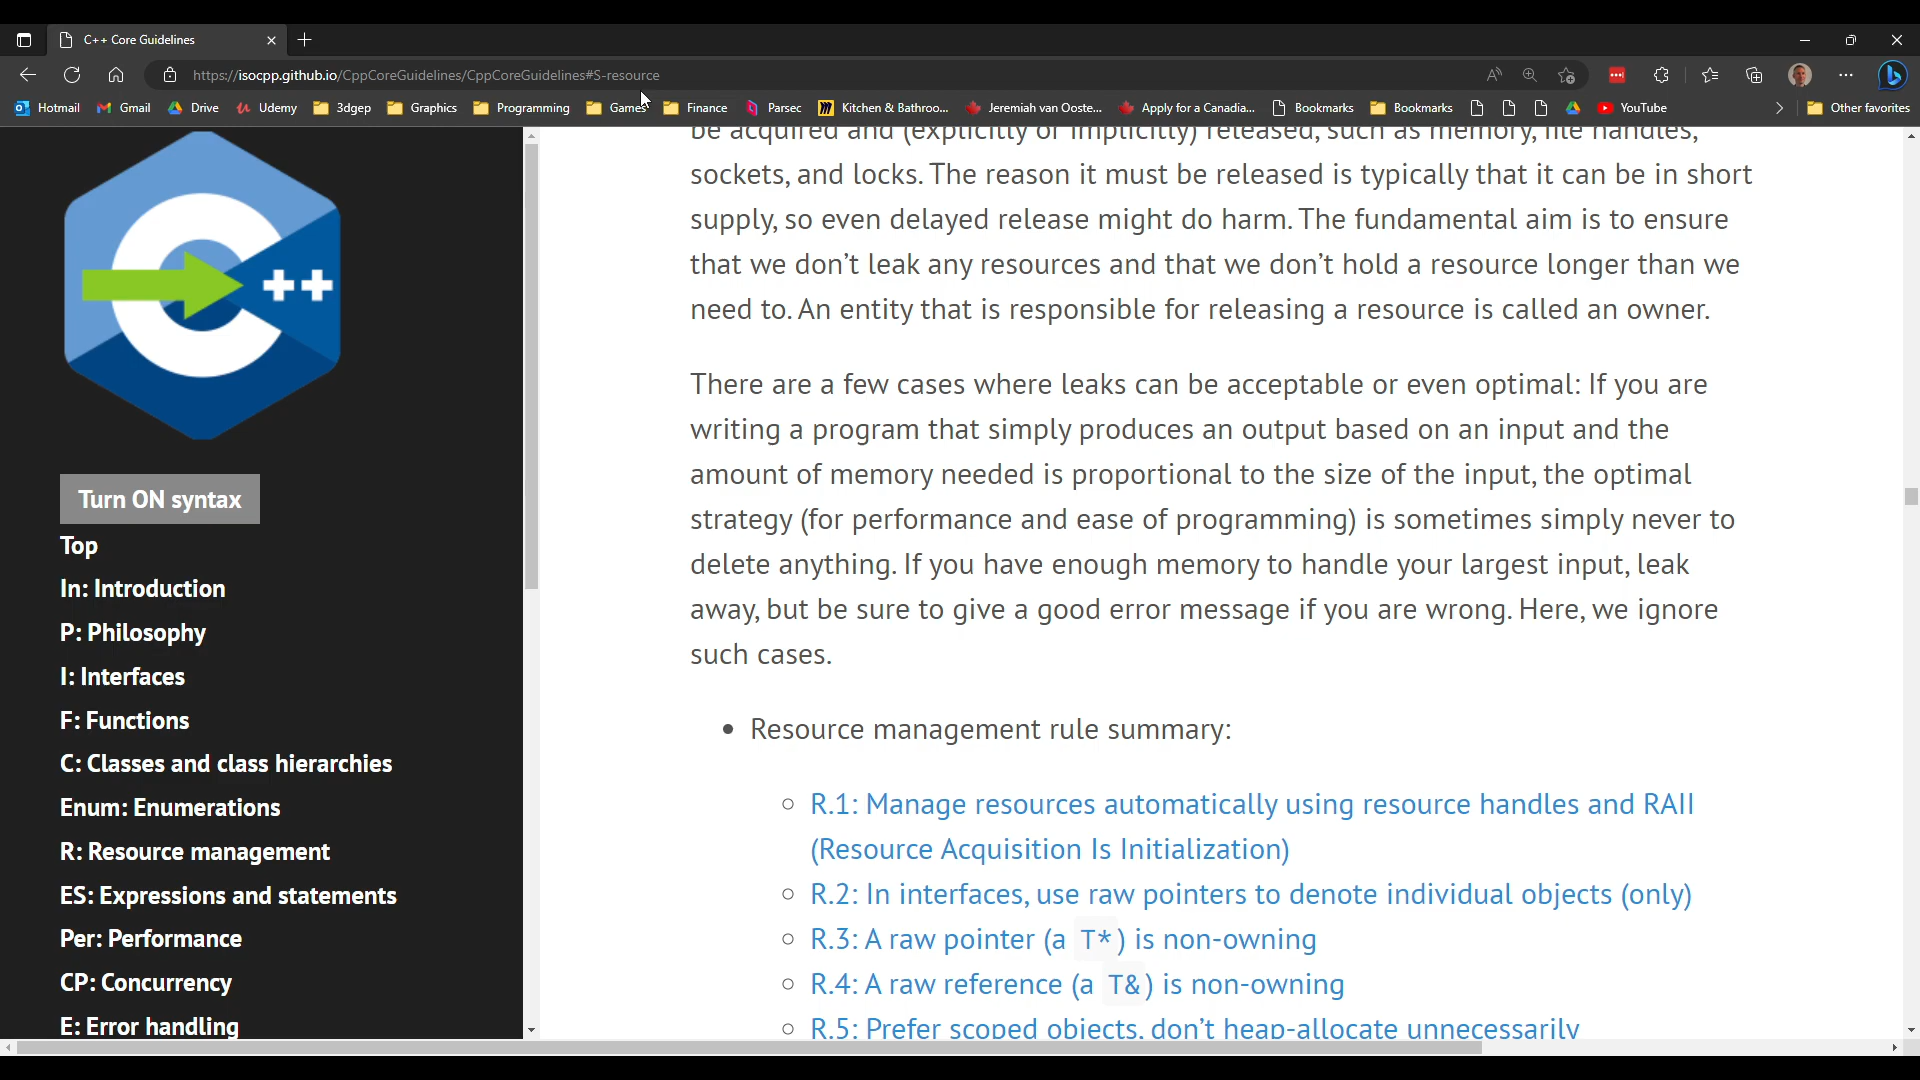 C++ Core Guidelines
https://isocpp.github.io/CppCoreGuidelines/CppCoreGuidelines#S-resource
Hotmail Gmail Drive Udemy 3dgep Graphics Programming Games Finance Parsec Kitchen & Bathroo... Jeremiah van Ooste... Apply for a Canadia... Bookmarks Bookmarks YouTube Other favorites
C ++
Turn ON syntax
Top
In: Introduction
P: Philosophy
I: Interfaces
F: Functions
C: Classes and class hierarchies
Enum: Enumerations
R: Resource management
ES: Expressions and statements
Per: Performance
CP: Concurrency
E: Error handling
be acquired and (explicitly or implicitly) released, such as memory, file handles,
sockets, and locks. The reason it must be released is typically that it can be in short
supply, so even delayed release might do harm. The fundamental aim is to ensure
that we don’t leak any resources and that we don’t hold a resource longer than we
need to. An entity that is responsible for releasing a resource is called an owner.
There are a few cases where leaks can be acceptable or even optimal: If you are
writing a program that simply produces an output based on an input and the
amount of memory needed is proportional to the size of the input, the optimal
strategy (for performance and ease of programming) is sometimes simply never to
delete anything. If you have enough memory to handle your largest input, leak
away, but be sure to give a good error message if you are wrong. Here, we ignore
such cases.
• Resource management rule summary:
○ R.1: Manage resources automatically using resource handles and RAII
(Resource Acquisition Is Initialization)
○ R.2: In interfaces, use raw pointers to denote individual objects (only)
○ R.3: A raw pointer (a T*) is non-owning
○ R.4: A raw reference (a T&) is non-owning
○ R.5: Prefer scoped objects, don’t heap-allocate unnecessarily